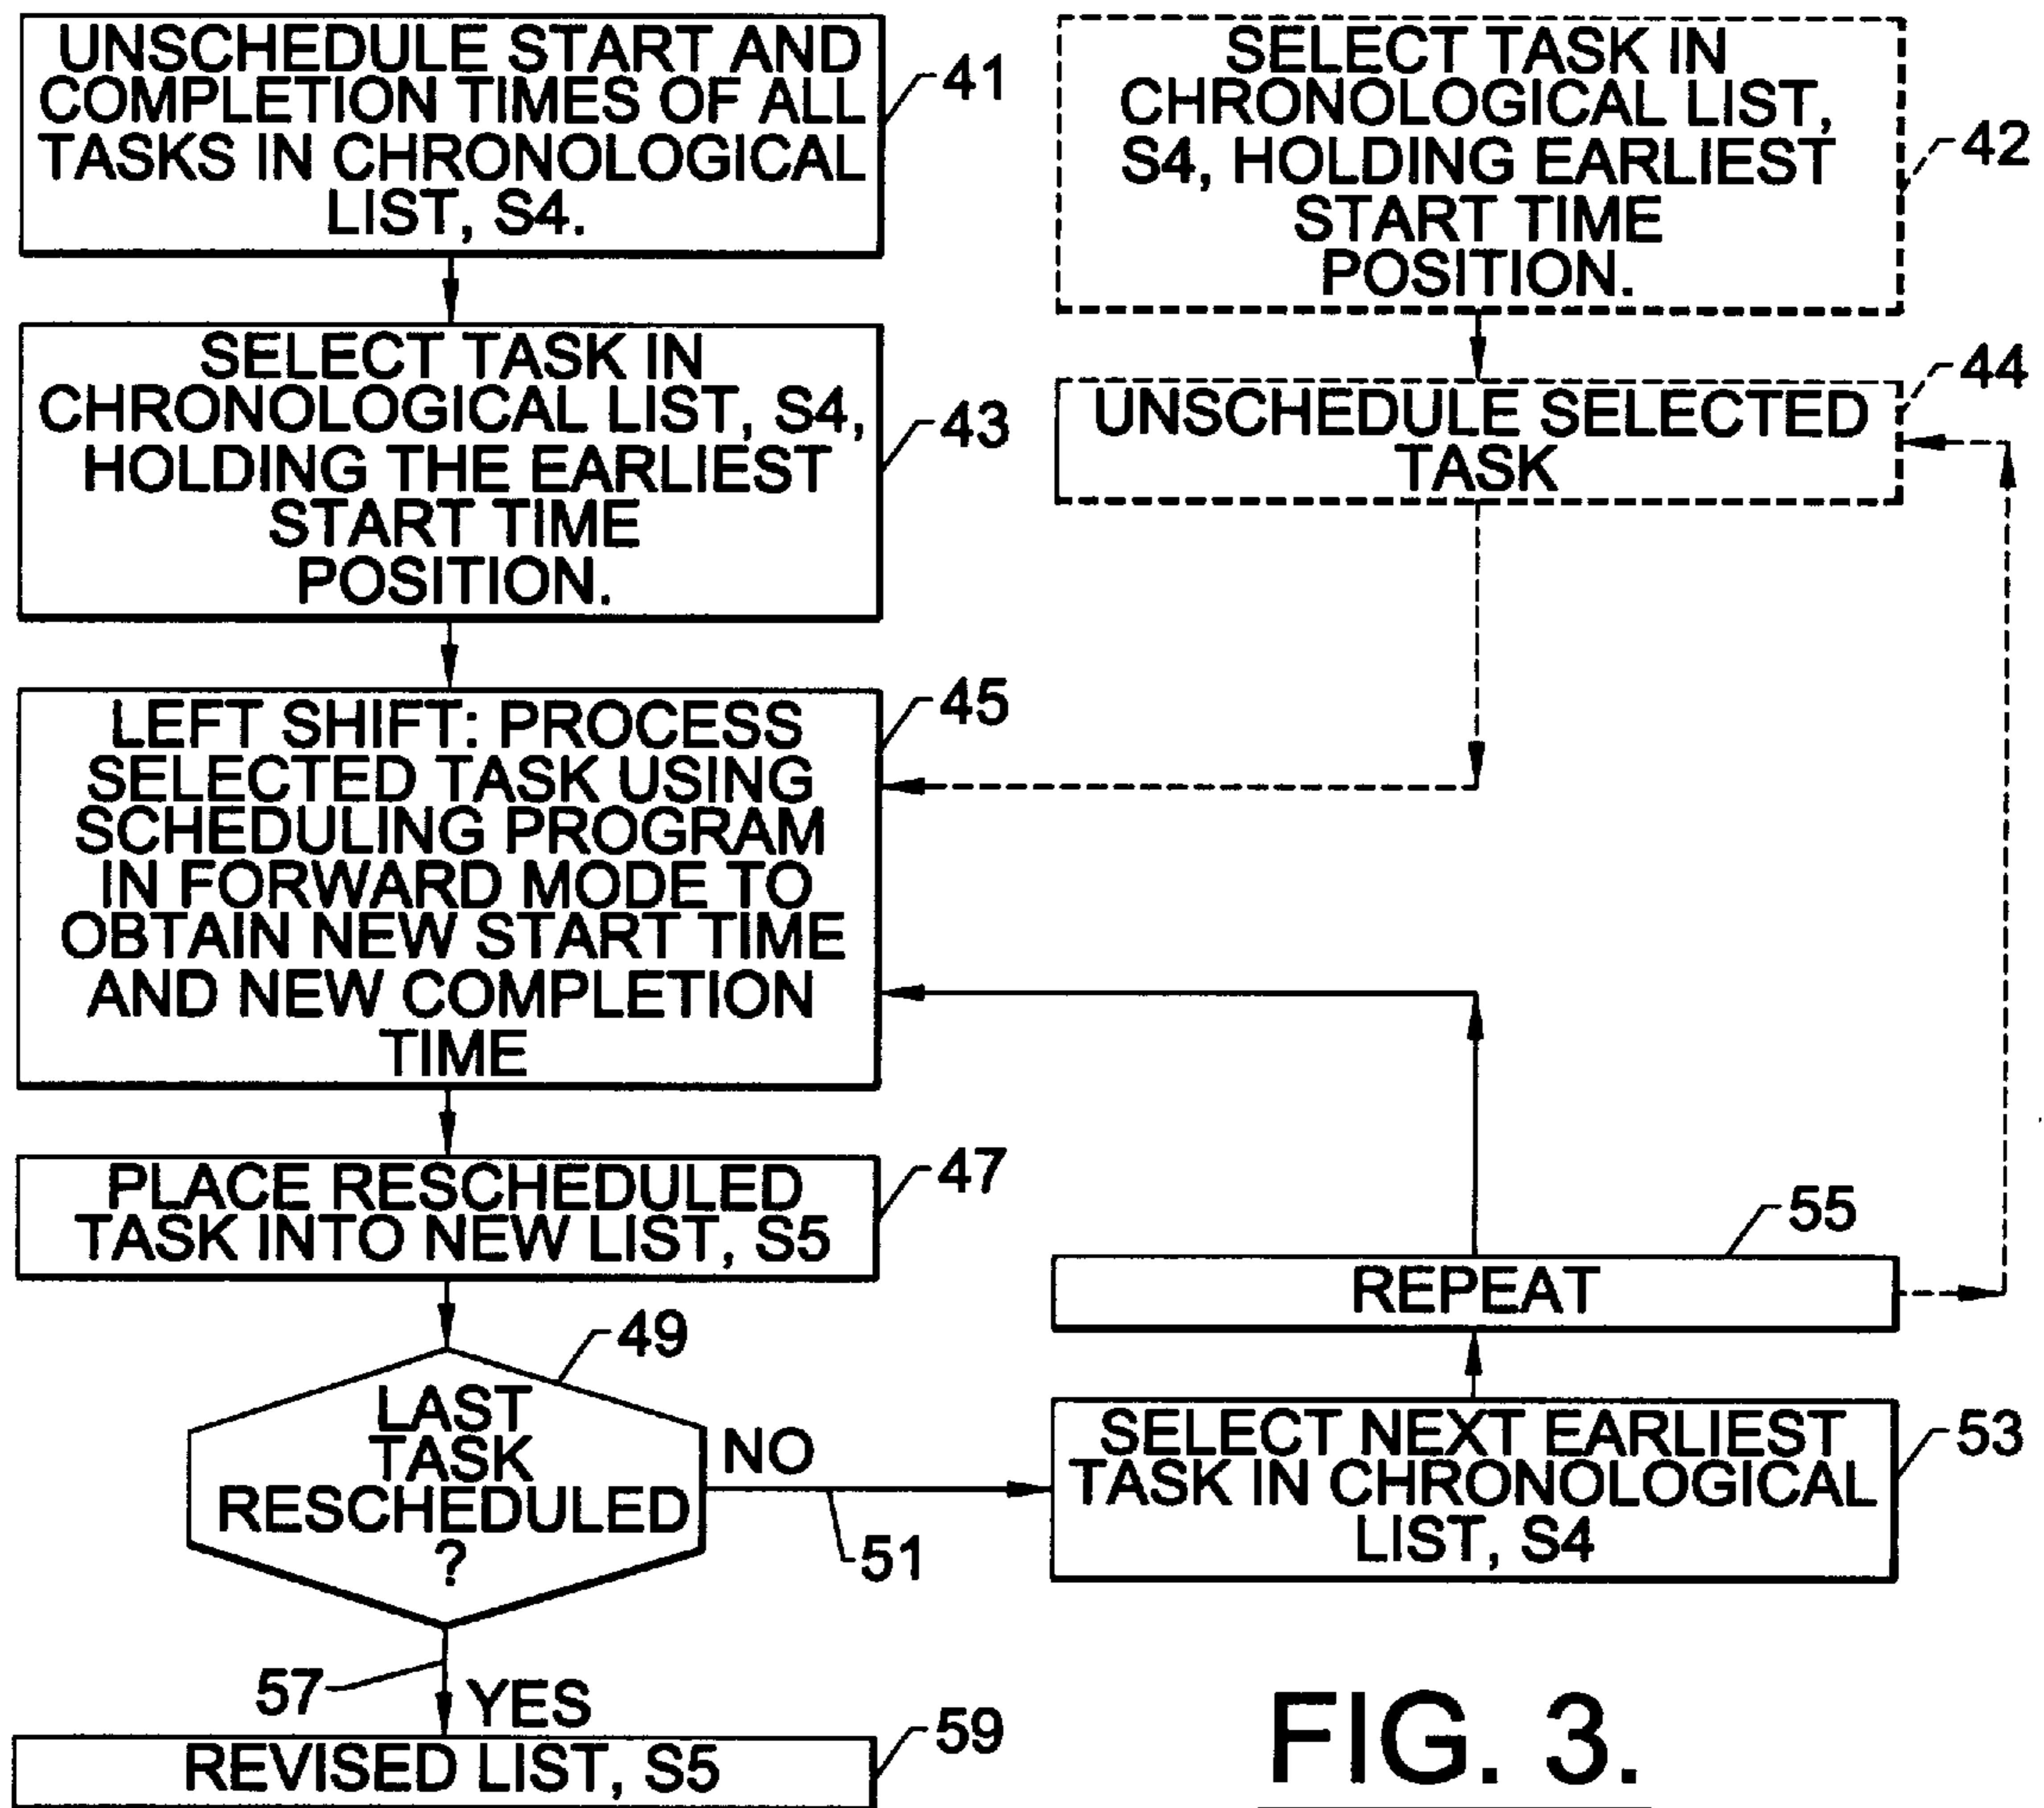 UNSCHEDULE START AND
COMPLETION TIMES OF ALL
TASKS IN CHRONOLOGICAL
LIST, S4.
41
SELECT TASK IN
CHRONOLOGICAL LIST, S4,
HOLDING THE EARLIEST
START TIME
POSITION.
43
LEFT SHIFT: PROCESS
SELECTED TASK USING
SCHEDULING PROGRAM
IN FORWARD MODE TO
OBTAIN NEW START TIME
AND NEW COMPLETION
TIME
45
PLACE RESCHEDULED
TASK INTO NEW LIST, S5
47
LAST
TASK
RESCHEDULED
?
49
NO
51
57
YES
REVISED LIST, S5
59
SELECT TASK IN
CHRONOLOGICAL LIST,
S4, HOLDING EARLIEST
START TIME
POSITION.
42
UNSCHEDULE SELECTED
TASK
44
REPEAT
55
SELECT NEXT EARLIEST
TASK IN CHRONOLOGICAL
LIST, S4
53
FIG. 3.